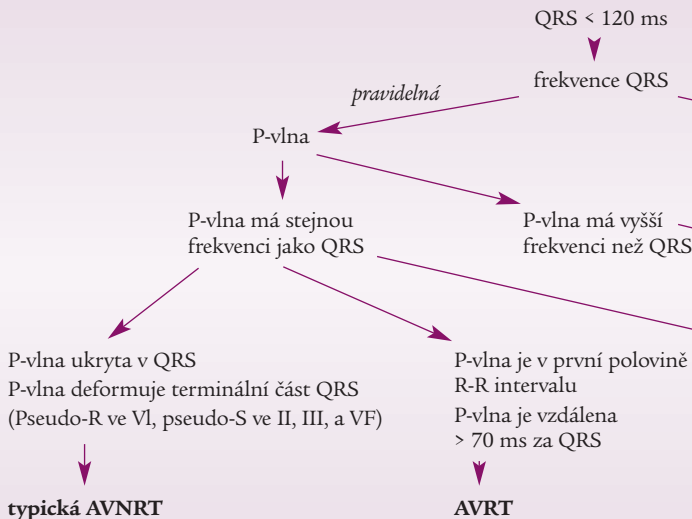 QRS < 120 ms
frekvence QRS
pravidelná
P-vlna
P-vlna má stejnou
frekvenci jako QRS
P-vlna má vyšší
frekvenci než QRS
P-vlna ukryta v QRS
P-vlna deformuje terminální část QRS
(Pseudo-R ve Vl, pseudo-S ve II, III, a VF)
typická AVNRT
P-vlna je v první polovině
R-R intervalu
P-vlna je vzdálena
> 70 ms za QRS
AVRT